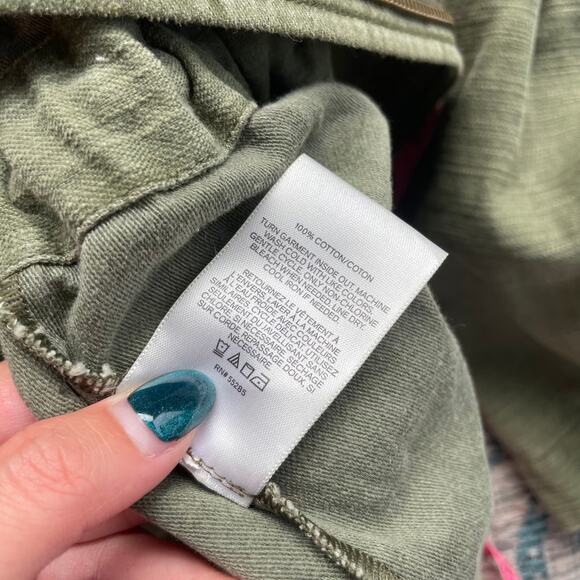 100% COTTON/COTON
TURN GARMENT INSIDE OUT, MACHINE
WASH COLD WITH LIKE COLORS,
GENTLE CYCLE, ONLY NON-CHLORINE
BLEACH WHEN NEEDED, LINE DRY,
COOL IRON IF NEEDED
RETOURNEZ LE VÊTEMENT À
L'ENVERS, LAVER À LA MACHINE
À L'EAU FROIDE AVEC COULEURS
SIMILAIRES, CYCLE DÉLICAT, UTILISER
CHLORE
SEULEMENT OU
JAVELLISANT SANS
SI NÉCESSAIRE, SÉCHAGE
SUR CORDE, REPASSAGE DOUX, SI
NÉCESSAIRE
RN# 55285